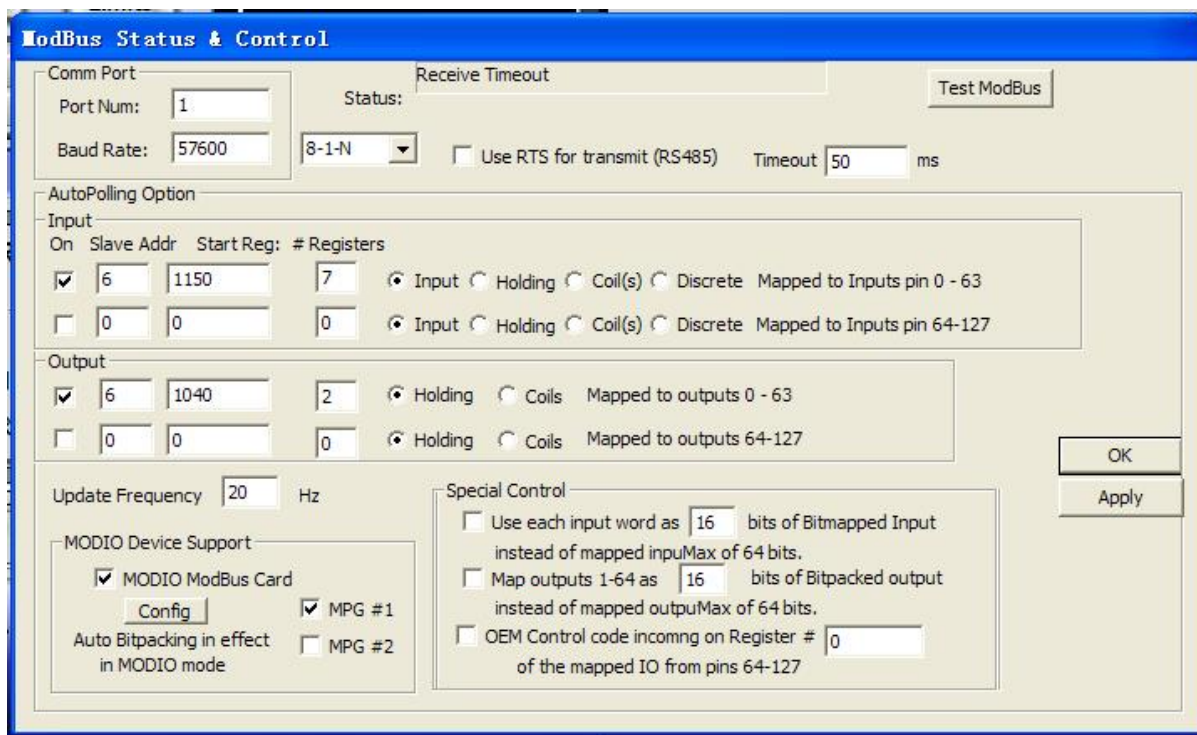 ModBus Status & Control
Comm Port
Port Num: 1
Baud Rate: 57600
8-1-N
Status: Receive Timeout
Test ModBus
Use RTS for transmit (RS485)
Timeout 50 ms
AutoPolling Option
Input
On Slave Addr Start Reg: # Registers
6 1150 7 Input Holding Coil(s) Discrete Mapped to Inputs pin 0 - 63
0 0 0 Input Holding Coil(s) Discrete Mapped to Inputs pin 64-127
Output
6 1040 2 Holding Coils Mapped to outputs 0 - 63
0 0 0 Holding Coils Mapped to outputs 64-127
OK
Apply
Update Frequency 20 Hz
MODIO Device Support
MODIO ModBus Card
Config
MPG #1
Auto Bitpacking in effect
in MODIO mode
MPG #2
Special Control
Use each input word as 16 bits of Bitmapped Input
instead of mapped inpuMax of 64 bits.
Map outputs 1-64 as 16 bits of Bitpacked output
instead of mapped outpuMax of 64 bits.
OEM Control code incomng on Register # 0
of the mapped IO from pins 64-127